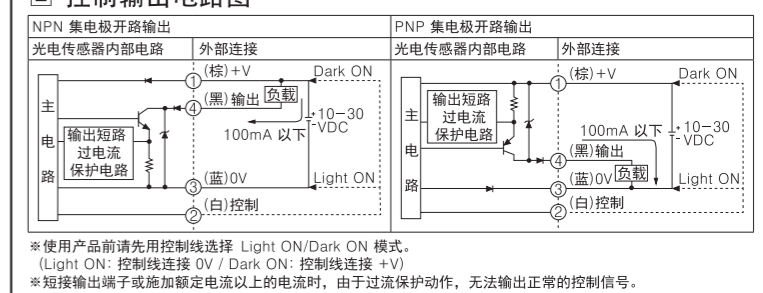 控制输出电路图
NPN 集电极开路输出
光电传感器内部电路
外部连接
主
电
路
输出短路
过电流
保护电路
①
(棕)+V
Dark ON
④
(黑)输出
负载
100mA 以下
+10-30
-VDC
③
(蓝)0V
Light ON
②
(白)控制
PNP 集电极开路输出
光电传感器内部电路
外部连接
主
电
路
输出短路
过电流
保护电路
①
(棕)+V
Dark ON
100mA 以下
+10-30
-VDC
④
(黑)输出
负载
③
(蓝)0V
Light ON
②
(白)控制
※使用产品前请先用控制线选择 Light ON/Dark ON 模式。
(Light ON: 控制线连接 0V / Dark ON: 控制线连接 +V)
※短接输出端子或施加额定电流以上的电流时，由于过流保护动作，无法输出正常的控制信号。